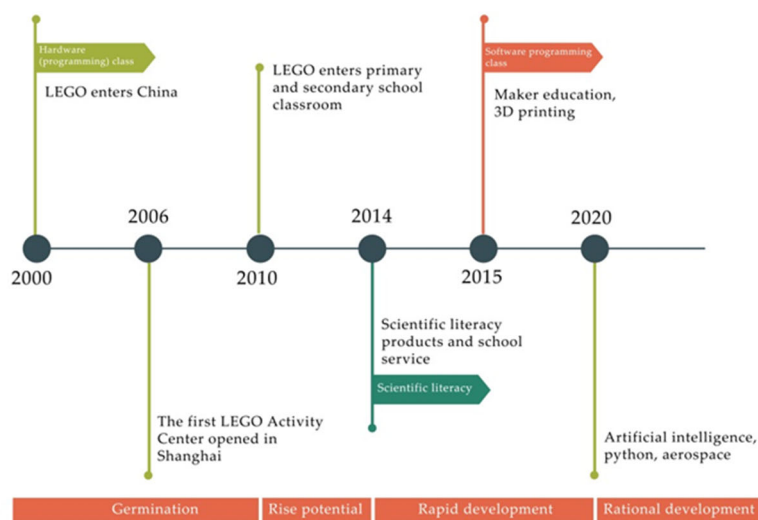 Hardware
(programming) class
LEGO enters China
LEGO enters primary
and secondary school
classroom
Software programming
class
Maker education,
3D printing
2006
2014
2020
2000
2010
2015
Scientific literacy
products and school
service
Scientific literacy
The first LEGO Activity
Center opened in
Shanghai
Artificial intelligence,
python, aerospace
Germination
Rise potential
Rapid development
Rational development